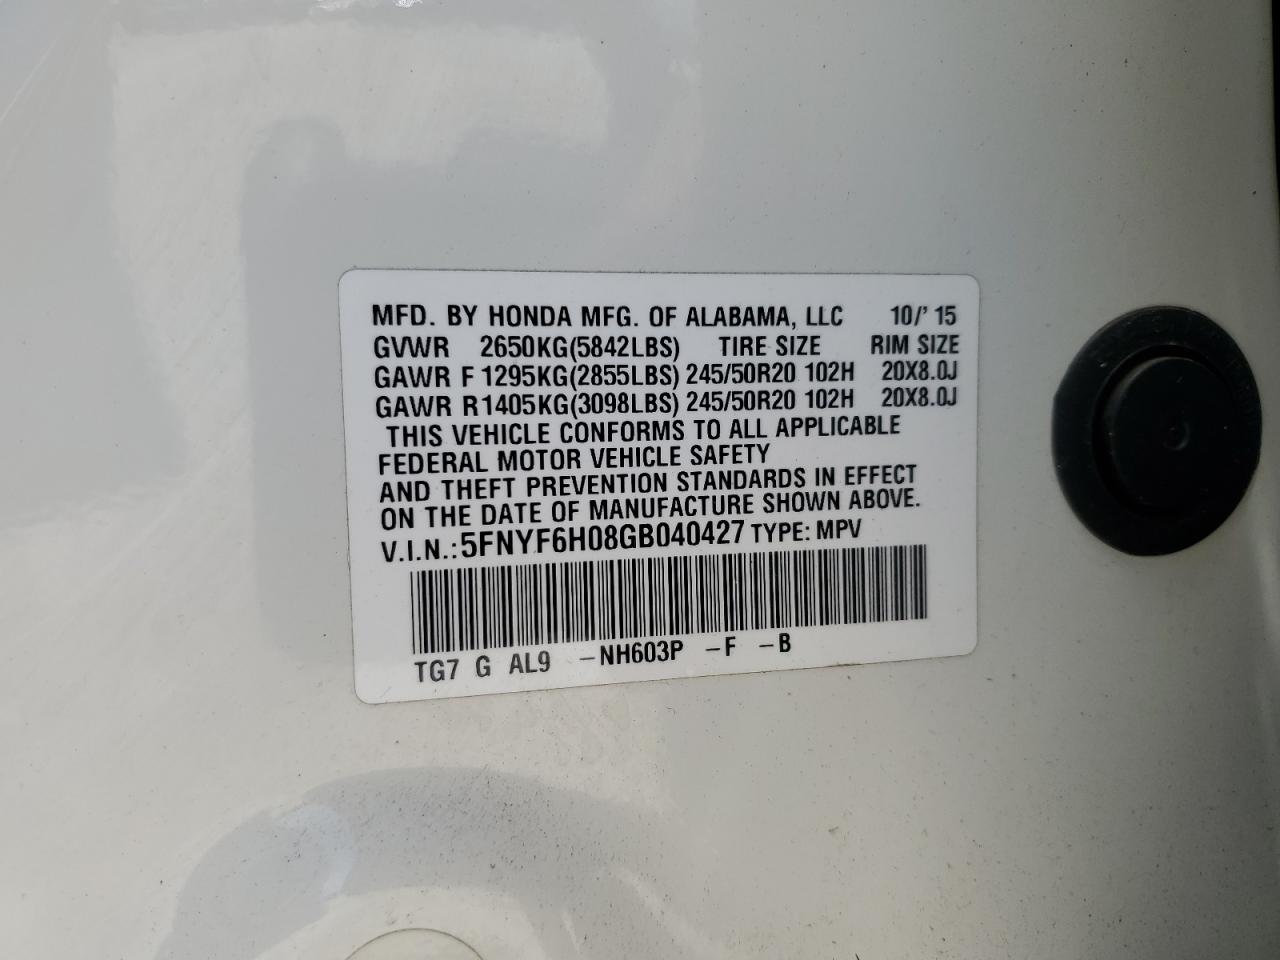 MFD. BY HONDA MFG. OF ALABAMA, LLC 10/' 15
GVWR 2650KG(5842LBS) TIRE SIZE RIM SIZE
GAWR F 1295KG(2855LBS) 245/50R20 102H 20X8.0J
GAWR R1405KG(3098LBS) 245/50R20 102H 20X8.0J
THIS VEHICLE CONFORMS TO ALL APPLICABLE
FEDERAL MOTOR VEHICLE SAFETY
AND THEFT PREVENTION STANDARDS IN EFFECT
ON THE DATE OF MANUFACTURE SHOWN ABOVE.
V.I.N.:5FNYF6H08GB040427 TYPE: MPV
TG7 G AL9 -NH603P -F -B